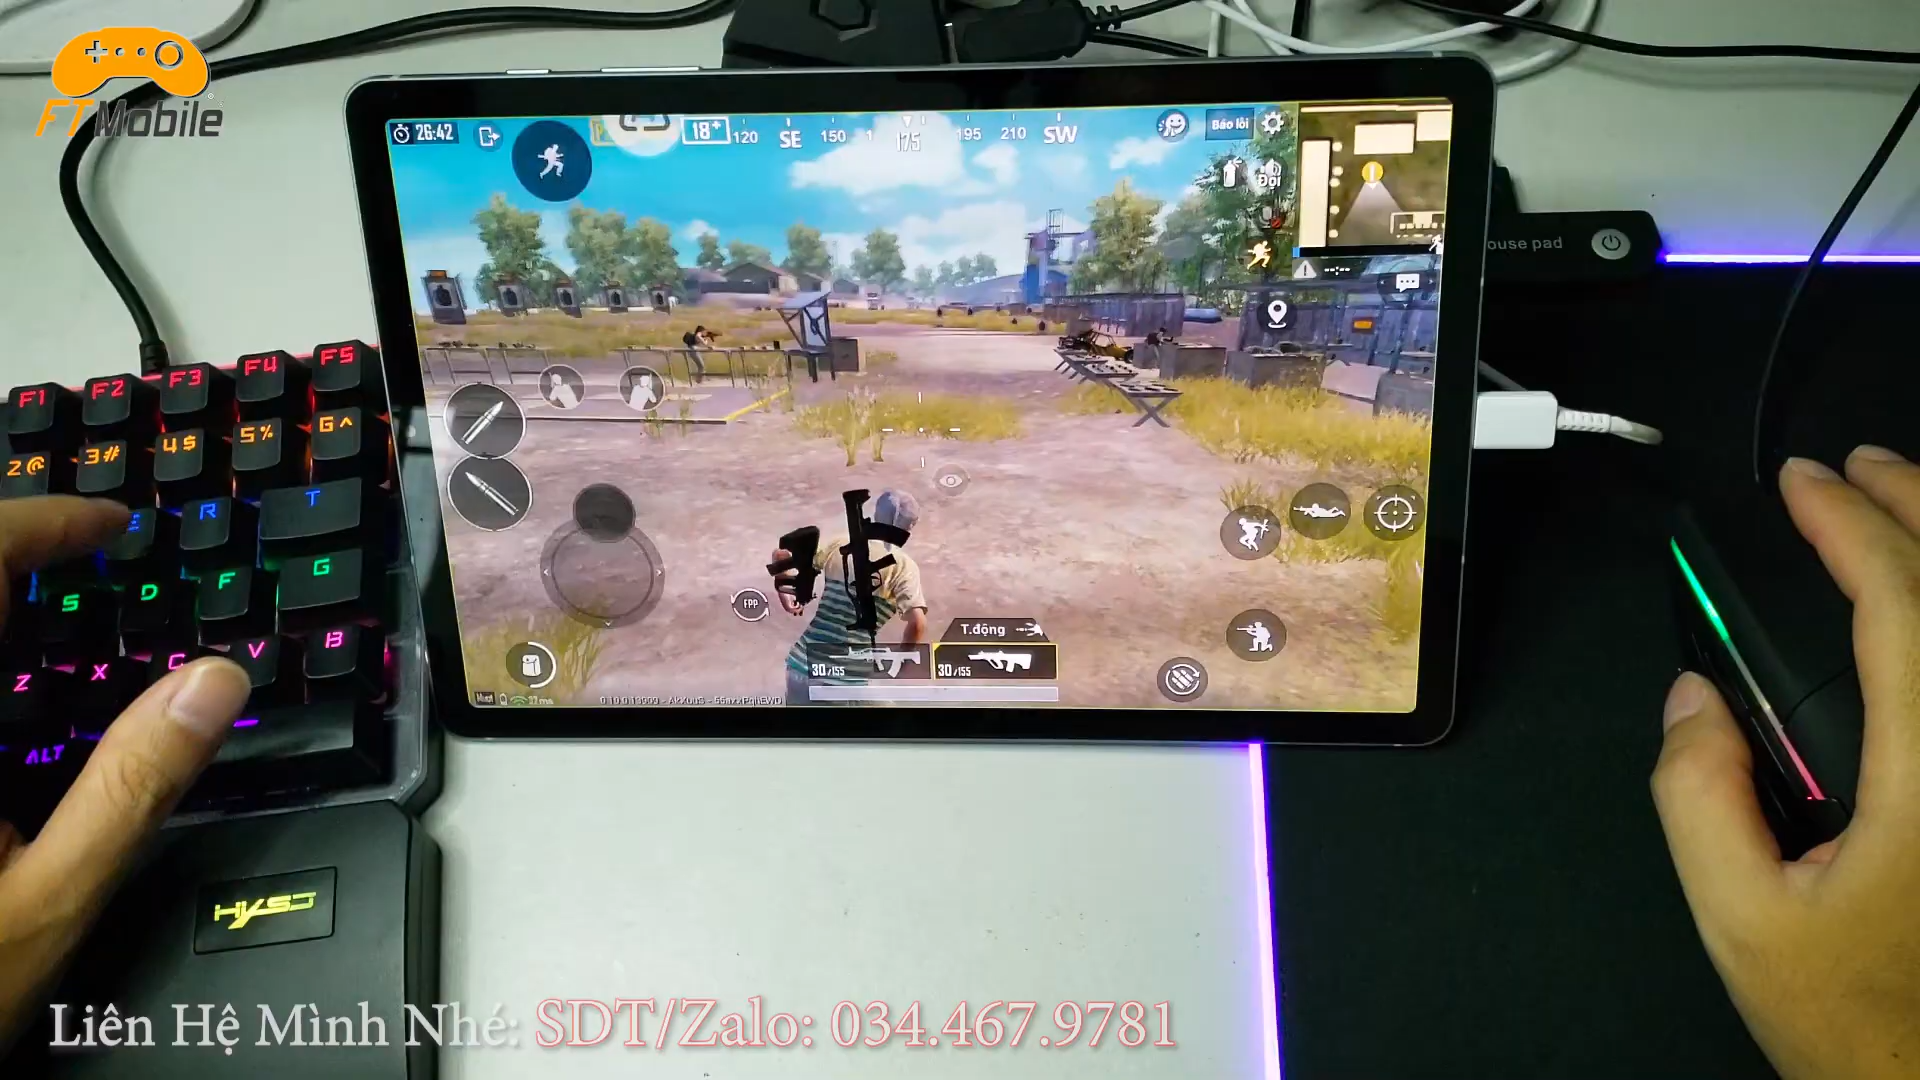 FTMobile
26:42
18+
120 SE 150 175 195 210 SW
Báo lỗi
Đội
ouse pad
F1 F2 F3 F4 F5
2@ 3# 4$ 5% 6^
E R T
S D F G
Z X C V B
ALT
FPP
T.động
30/155
30/155
HXSJ
Liên Hệ Mình Nhé: SDT/Zalo: 034.467.9781